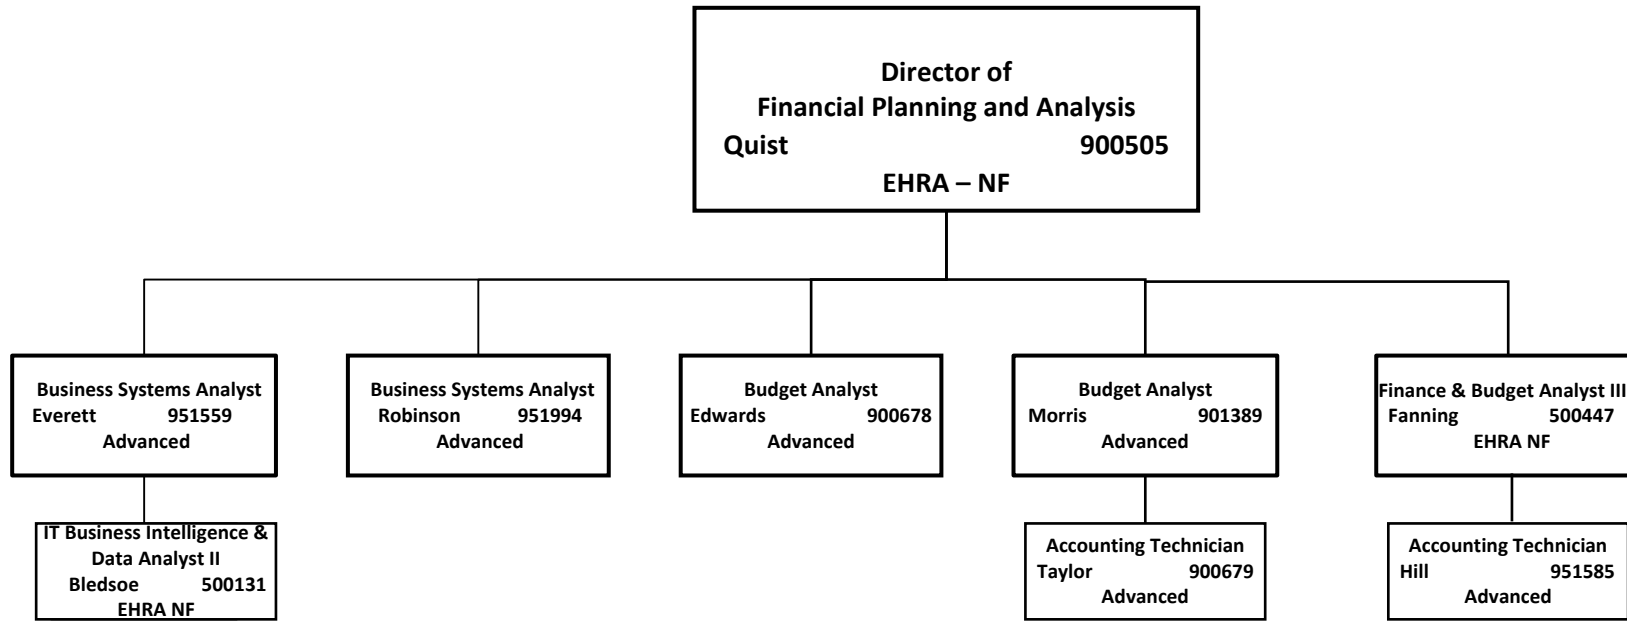 Director of
Financial Planning and Analysis
Quist 900505
EHRA – NF
Business Systems Analyst
Everett 951559
Advanced
Business Systems Analyst
Robinson 951994
Advanced
Budget Analyst
Edwards 900678
Advanced
Budget Analyst
Morris 901389
Advanced
Finance & Budget Analyst III
Fanning 500447
EHRA NF
IT Business Intelligence &
Data Analyst II
Bledsoe 500131
EHRA NF
Accounting Technician
Taylor 900679
Advanced
Accounting Technician
Hill 951585
Advanced